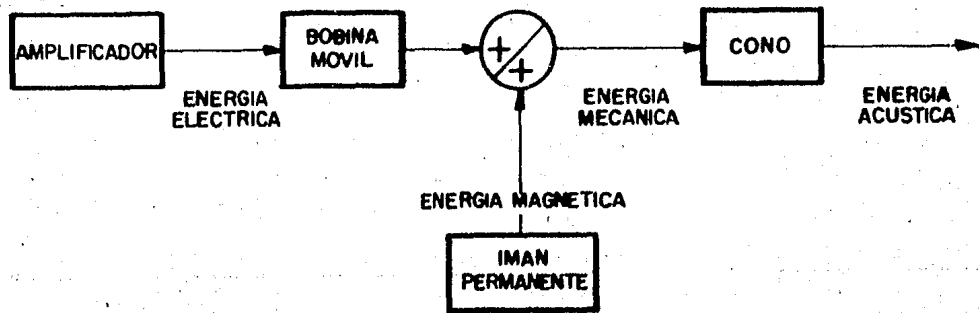 AMPLIFICADOR
ENERGIA
ELECTRICA
BOBINA
MOVIL
+
+
ENERGIA
MECANICA
CONO
ENERGIA
ACUSTICA
ENERGIA MAGNETICA
IMAN
PERMANENTE